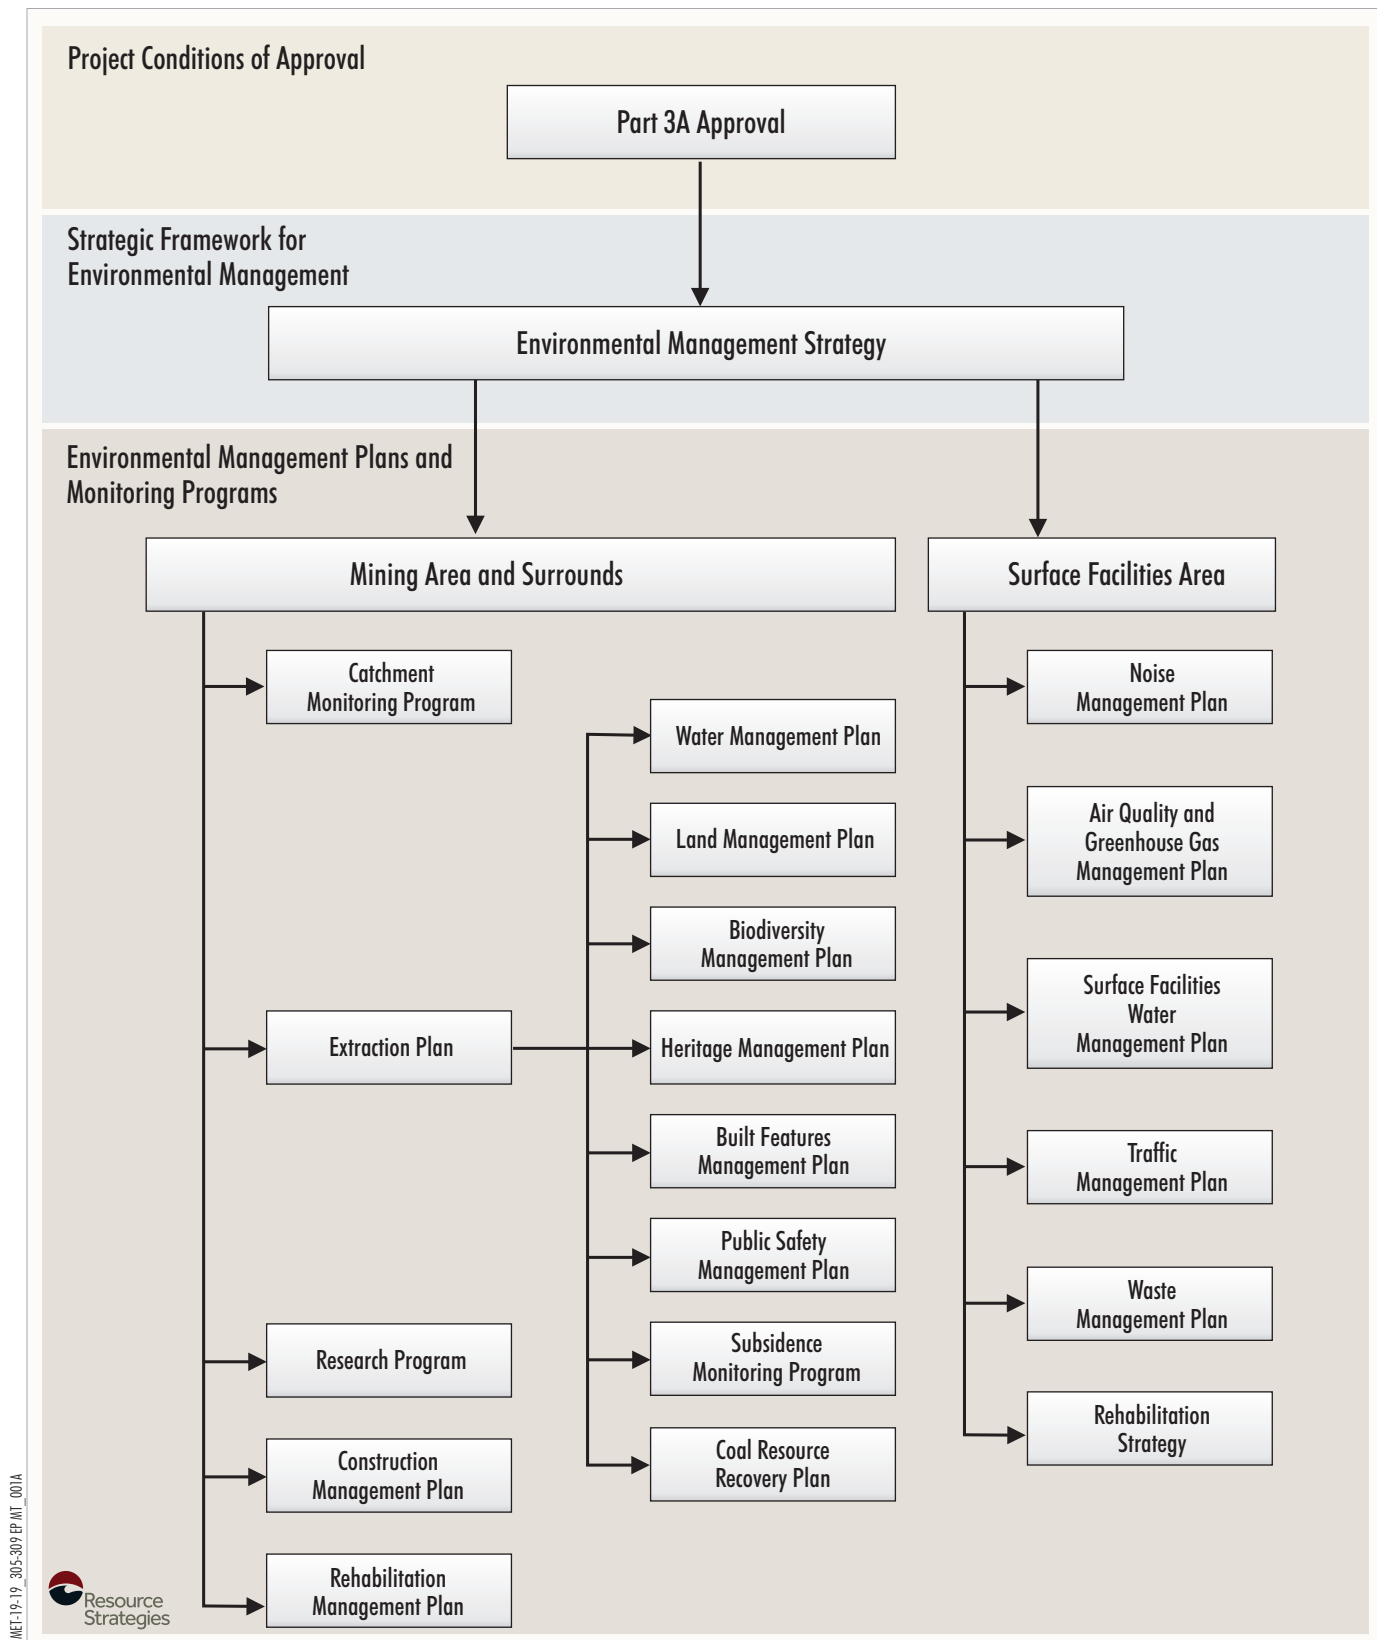 Project Conditions of Approval
Part 3A Approval
Strategic Framework for
Environmental Management
Environmental Management Strategy
Environmental Management Plans and
Monitoring Programs
Mining Area and Surrounds
Catchment
Monitoring Program
Extraction Plan
Research Program
Construction
Management Plan
Rehabilitation
Management Plan
Water Management Plan
Land Management Plan
Biodiversity
Management Plan
Heritage Management Plan
Built Features
Management Plan
Public Safety
Management Plan
Subsidence
Monitoring Program
Coal Resource
Recovery Plan
Surface Facilities Area
Noise
Management Plan
Air Quality and
Greenhouse Gas
Management Plan
Surface Facilities
Water
Management Plan
Traffic
Management Plan
Waste
Management Plan
Rehabilitation
Strategy
Resource
Strategies
MET-19-19_305-309 EP MT_001A